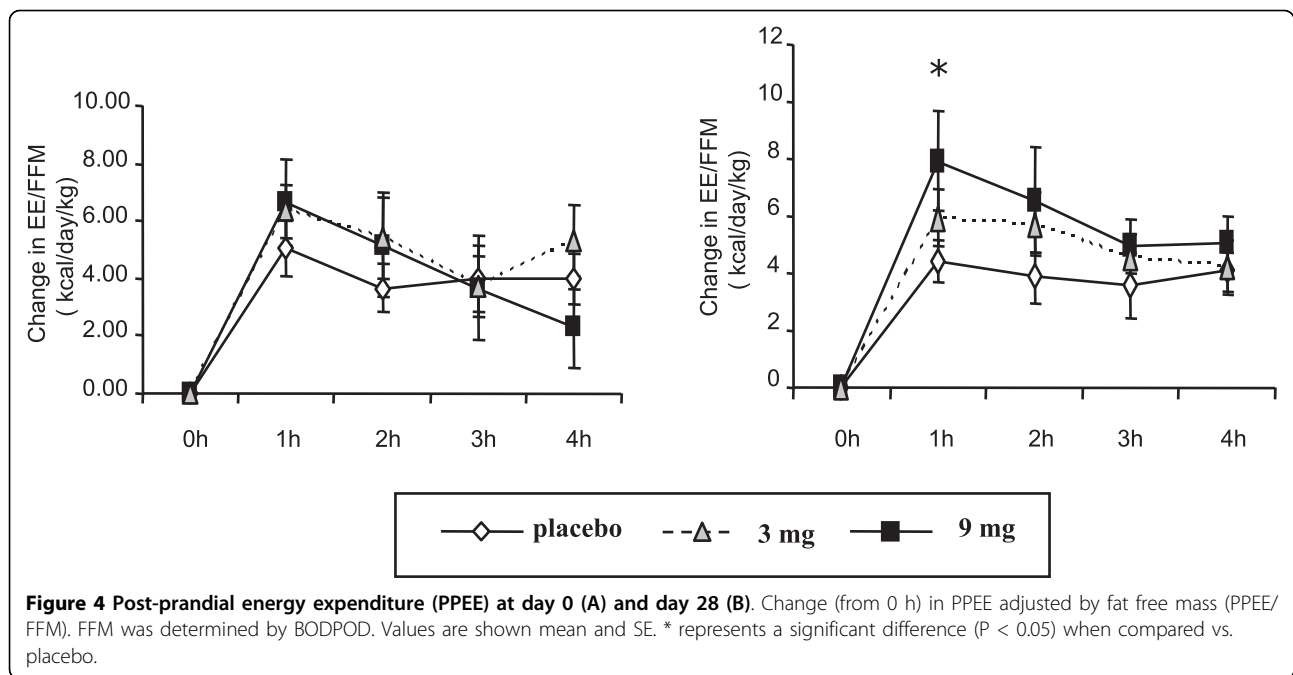 10.00
8.00
6.00
4.00
2.00
0.00
Change in EE/FFM
( kcal/day/kg)
0h 1h 2h 3h 4h
12
10
8
6
4
2
0
Change in EE/FFM
( kcal/day/kg)
*
0h 1h 2h 3h 4h
placebo 3 mg 9 mg
Figure 4 Post-prandial energy expenditure (PPEE) at day 0 (A) and day 28 (B). Change (from 0 h) in PPEE adjusted by fat free mass (PPEE/
FFM). FFM was determined by BODPOD. Values are shown mean and SE. * represents a significant difference (P < 0.05) when compared vs.
placebo.